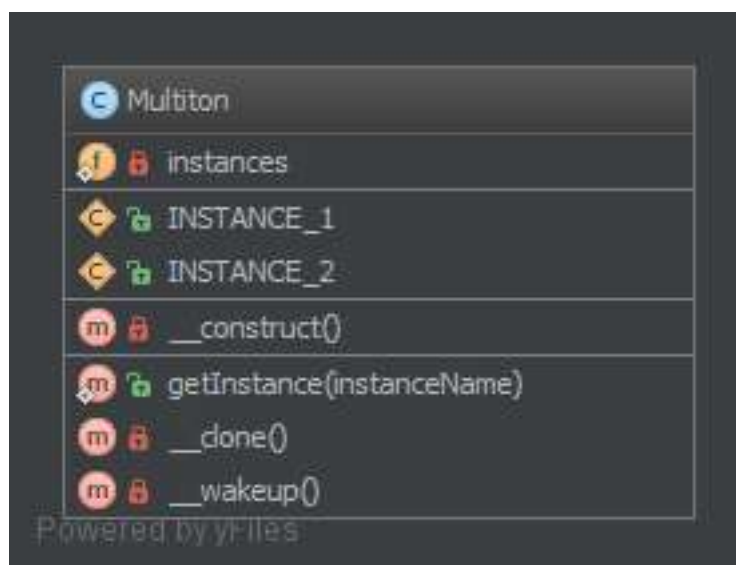 C Multiton
f instances
C INSTANCE_1
C INSTANCE_2
m __construct()
m getInstance(instanceName)
m __clone()
m __wakeup()
Powered by yFiles